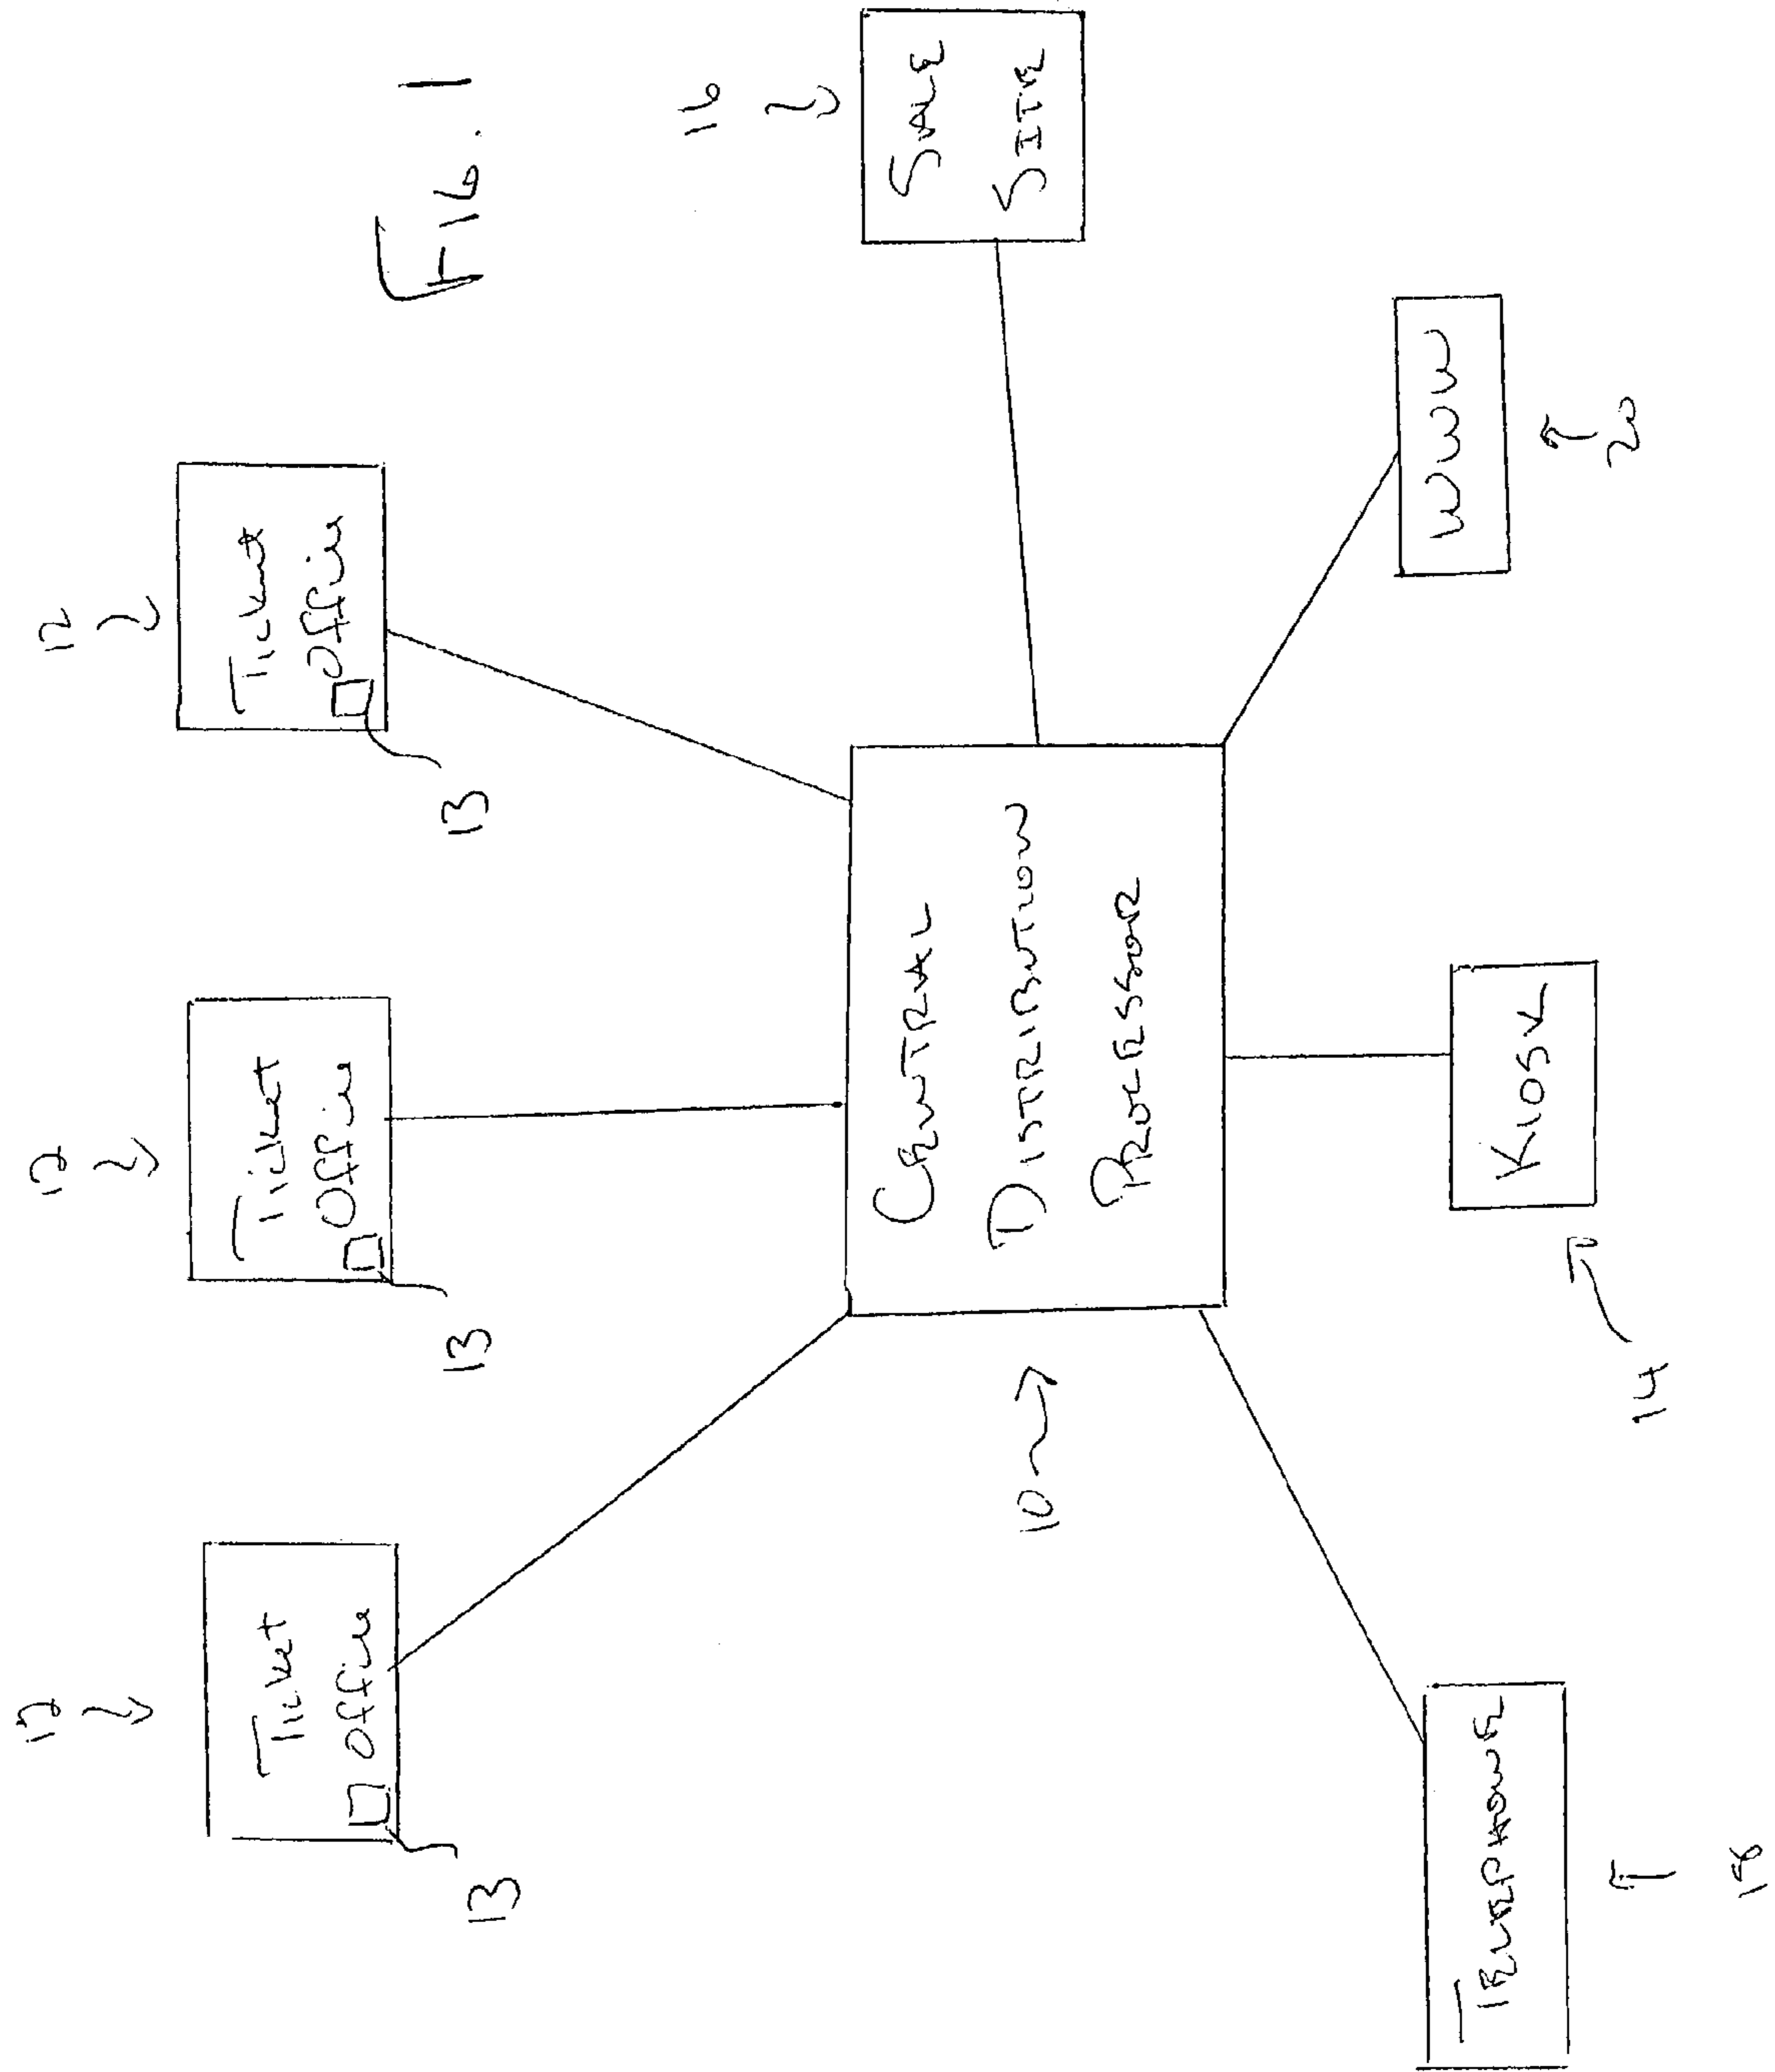 FIG. 1
12
Ticket
Office
13
12
Ticket
Office
13
12
Ticket
Office
13
16
SALE
SITE
10
CENTRAL
DISTRIBUTION
PROCESSOR
TELEPHONE
18
KIOSK
14
WWW
20